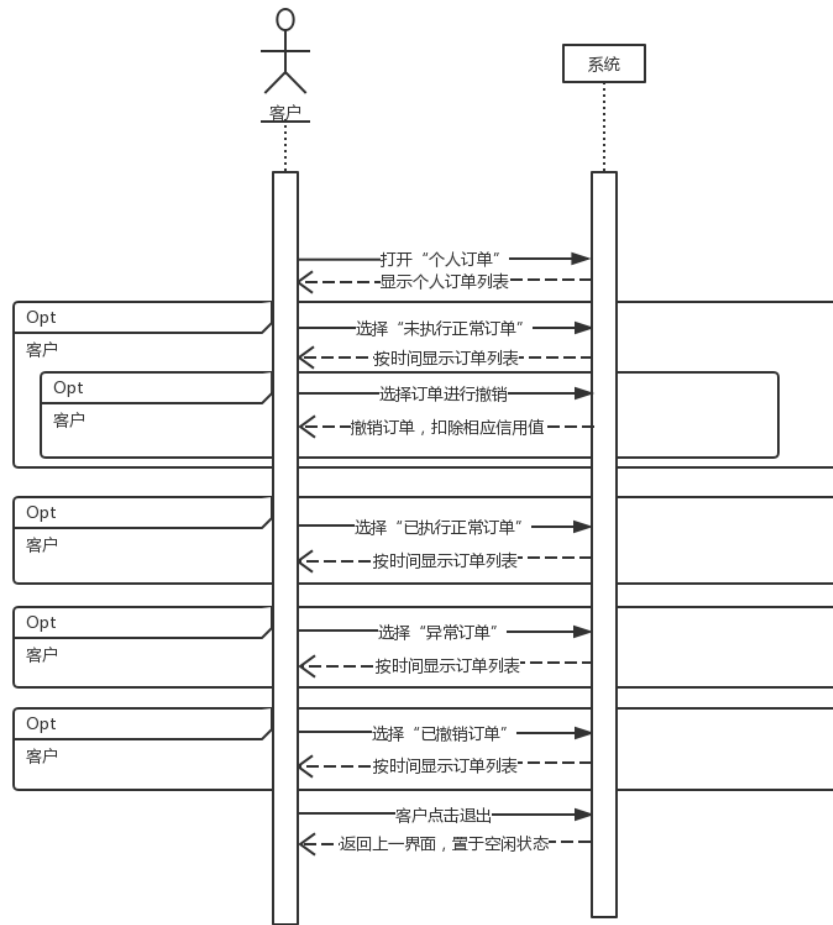 客户
系统
打开“个人订单”
显示个人订单列表
Opt
客户
选择“未执行正常订单”
按时间显示订单列表
Opt
客户
选择订单进行撤销
撤销订单，扣除相应信用值
Opt
客户
选择“已执行正常订单”
按时间显示订单列表
Opt
客户
选择“异常订单”
按时间显示订单列表
Opt
客户
选择“已撤销订单”
按时间显示订单列表
客户点击退出
返回上一界面，置于空闲状态